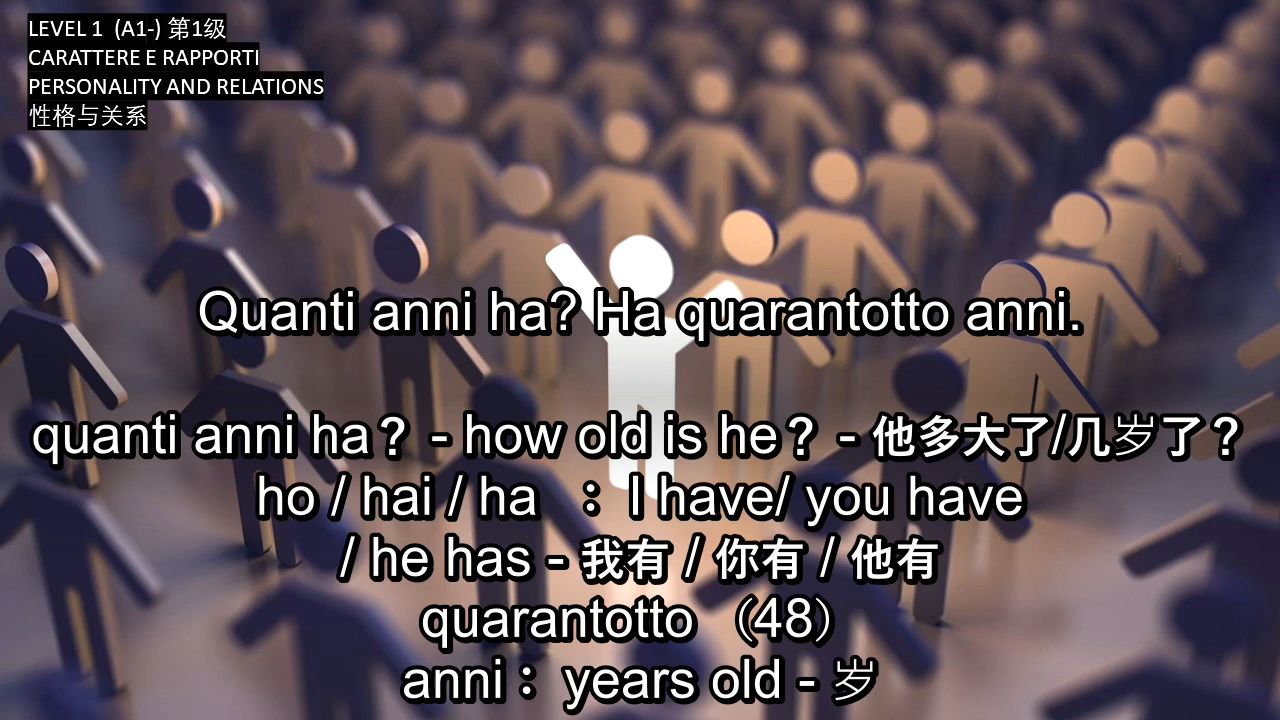 LEVEL 1 (A1-) 第1级
CARATTERE E RAPPORTI
PERSONALITY AND RELATIONS
性格与关系
Quanti anni ha? Ha quarantotto anni.
quanti anni ha？ - how old is he？ - 他多大了/几岁了？
ho / hai / ha ：I have/ you have
/ he has - 我有 / 你有 / 他有
quarantotto （48）
anni：years old - 岁